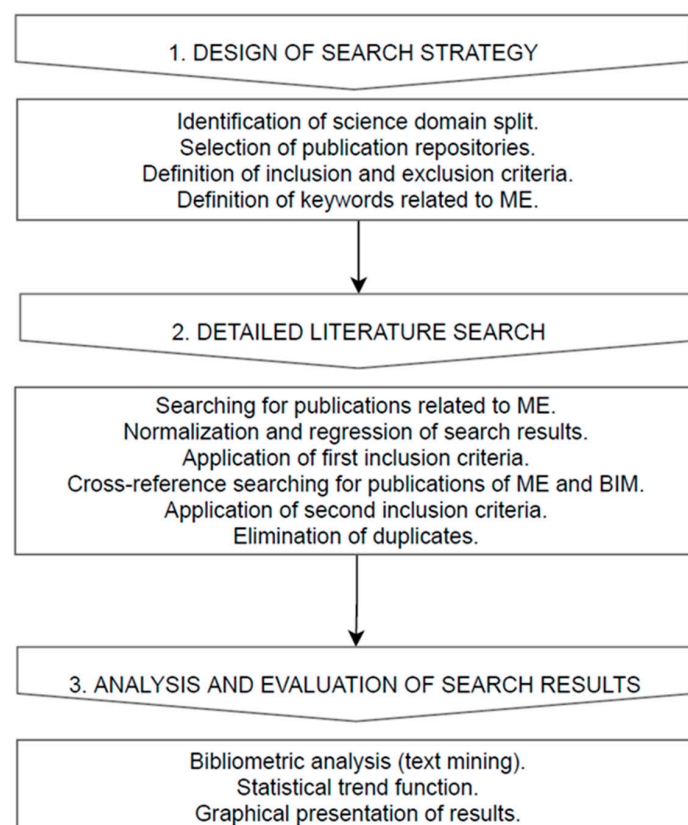 1. DESIGN OF SEARCH STRATEGY
Identification of science domain split.
Selection of publication repositories.
Definition of inclusion and exclusion criteria.
Definition of keywords related to ME.
2. DETAILED LITERATURE SEARCH
Searching for publications related to ME.
Normalization and regression of search results.
Application of first inclusion criteria.
Cross-reference searching for publications of ME and BIM.
Application of second inclusion criteria.
Elimination of duplicates.
3. ANALYSIS AND EVALUATION OF SEARCH RESULTS
Bibliometric analysis (text mining).
Statistical trend function.
Graphical presentation of results.